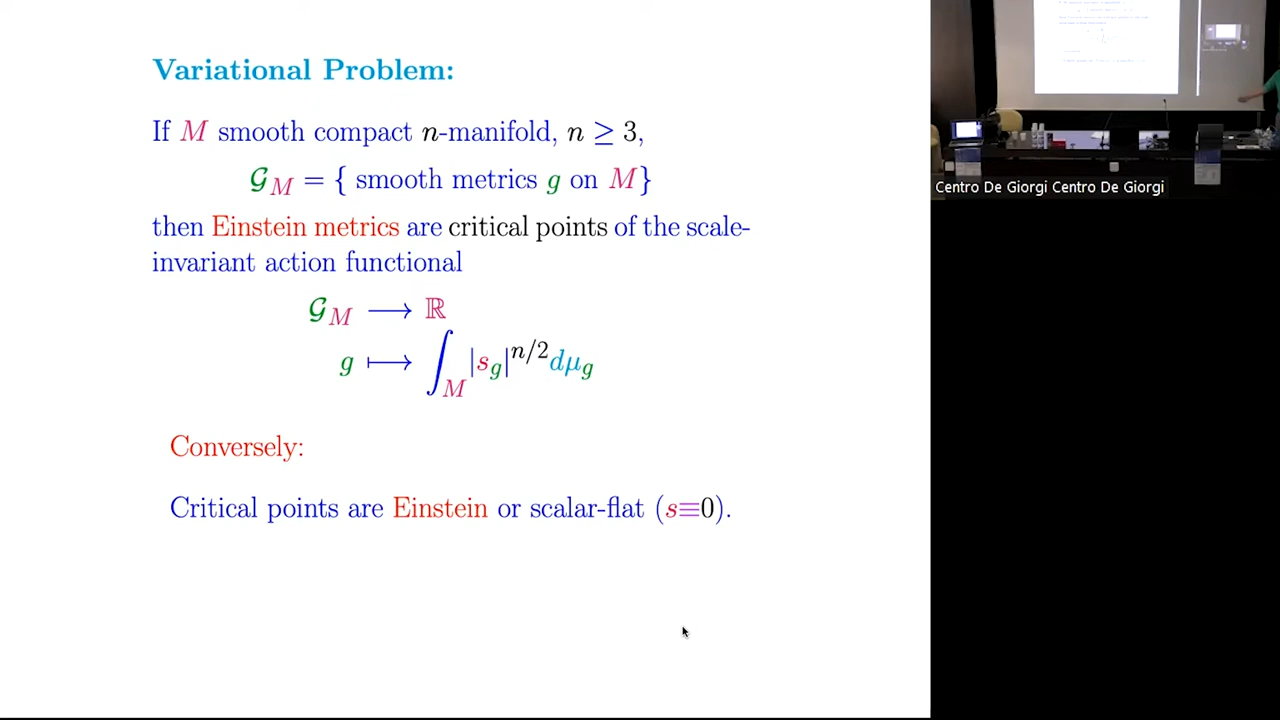 Variational Problem:
If M smooth compact n-manifold, n ≥ 3,
𝒢_M = { smooth metrics g on M}
then Einstein metrics are critical points of the scale-
invariant action functional
𝒢_M ⟶ ℝ
g ⟼ ∫_M |s_g|^{n/2} dμ_g
Conversely:
Critical points are Einstein or scalar-flat (s≡0).
Centro De Giorgi Centro De Giorgi